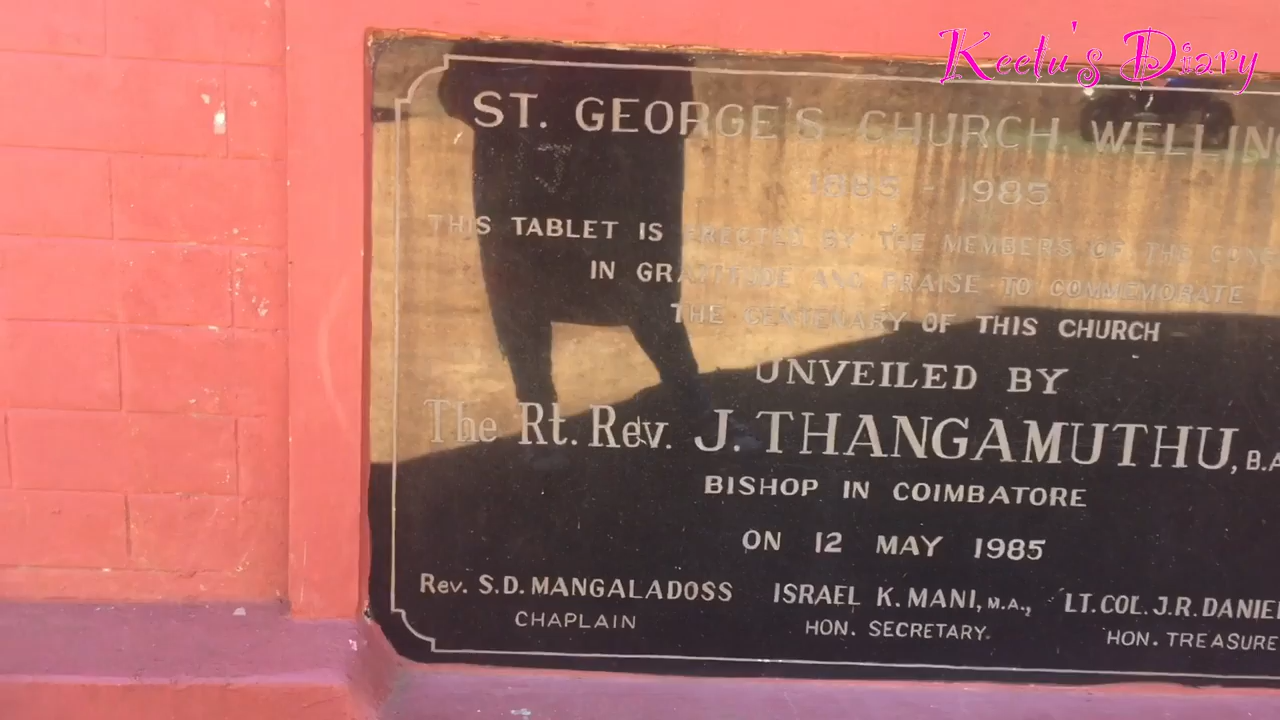 Keetu's Diary
ST. GEORGE'S CHURCH, WELLIN
1885 - 1985
THIS TABLET IS ERECTED BY THE MEMBERS OF THE CONG
IN GRATITUDE AND PRAISE TO COMMEMORATE
THE CENTENARY OF THIS CHURCH
UNVEILED BY
The Rt. Rev. J. THANGAMUTHU, B.A
BISHOP IN COIMBATORE
ON 12 MAY 1985
Rev. S.D. MANGALADOSS ISRAEL K. MANI, M.A., LT. COL. J.R. DANIE
CHAPLAIN HON. SECRETARY. HON. TREASURE